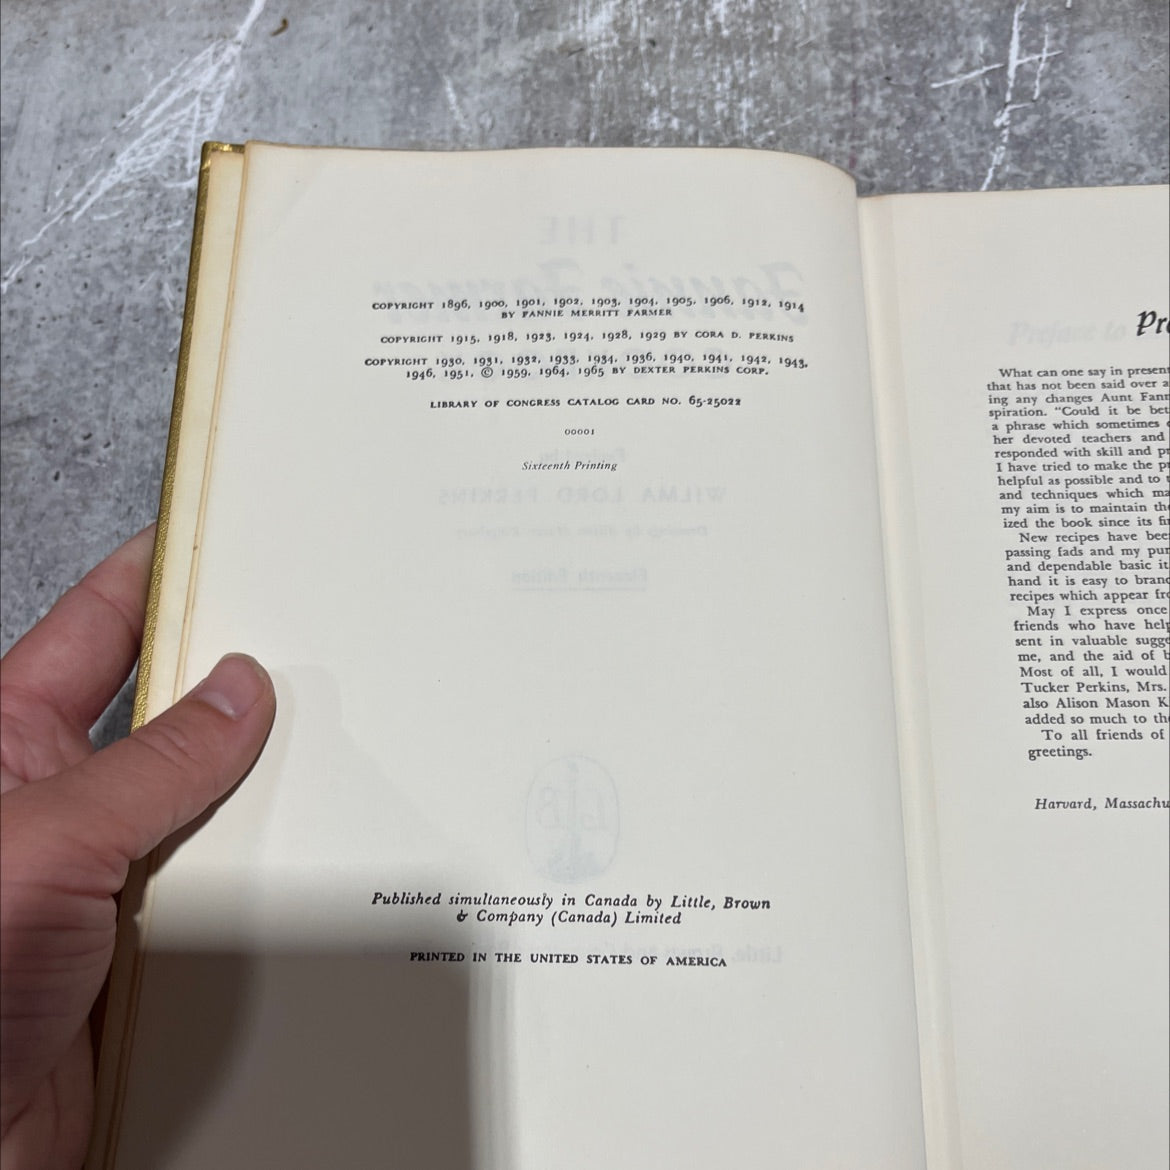 COPYRIGHT 1896, 1900, 1901, 1902, 1903, 1904, 1905, 1906, 1912, 1914
BY FANNIE MERRITT FARMER
COPYRIGHT 1915, 1918, 1923, 1924, 1928, 1929 BY CORA D. PERKINS
COPYRIGHT 1930, 1931, 1932, 1933, 1934, 1936, 1940, 1941, 1942, 1943,
1946, 1951, © 1959, 1964, 1965 BY DEXTER PERKINS CORP.
LIBRARY OF CONGRESS CATALOG CARD NO. 65-25022
00001
Sixteenth Printing
Published simultaneously in Canada by Little, Brown
& Company (Canada) Limited
PRINTED IN THE UNITED STATES OF AMERICA
What can one say in present
that has not been said over a
ing any changes Aunt Fann
spiration. "Could it be bet
a phrase which sometimes
her devoted teachers and
responded with skill and pr
I have tried to make the p
helpful as possible and to
and techniques which ma
my aim is to maintain the
ized the book since its fi
New recipes have bee
passing fads and my pur
and dependable basic it
hand it is easy to branc
recipes which appear fr
May I express once
friends who have help
sent in valuable sugge
me, and the aid of b
Most of all, I would
Tucker Perkins, Mrs.
also Alison Mason K
added so much to the
To all friends of
greetings.
Harvard, Massachu